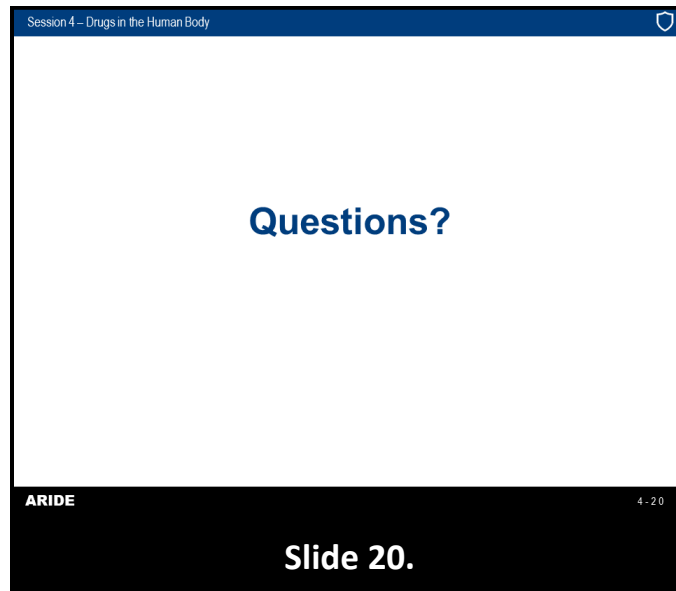 Session 4 – Drugs in the Human Body
Questions?
ARIDE
4-20
Slide 20.